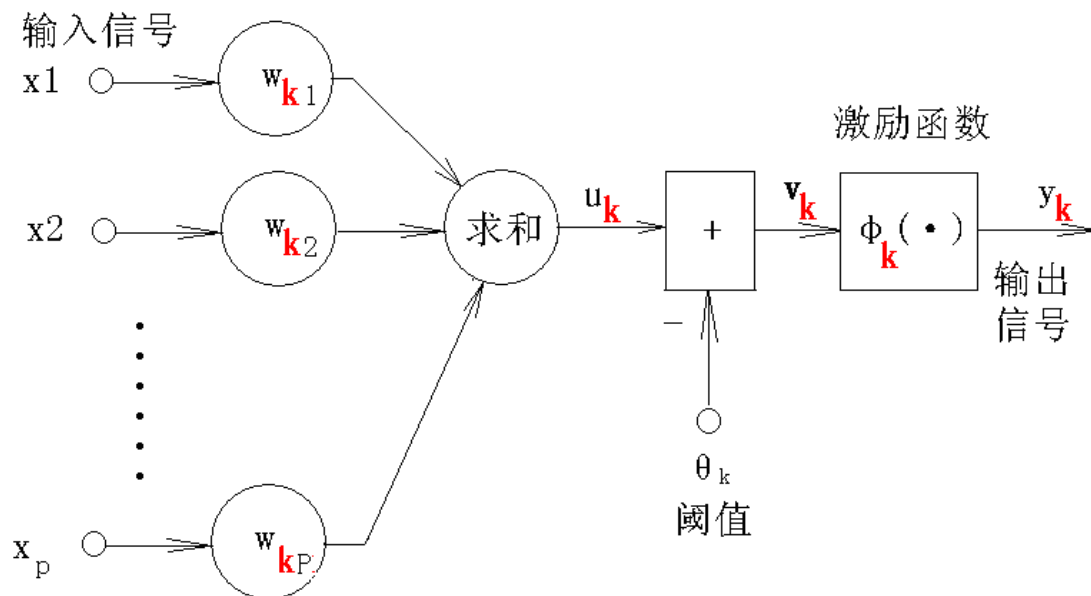 输入信号
x1
w k 1
激励函数
x2
w k 2
求和
u k
+
v k
ϕ k (•)
y k
输出
信号
−
θ k
阈值
x p
w k P